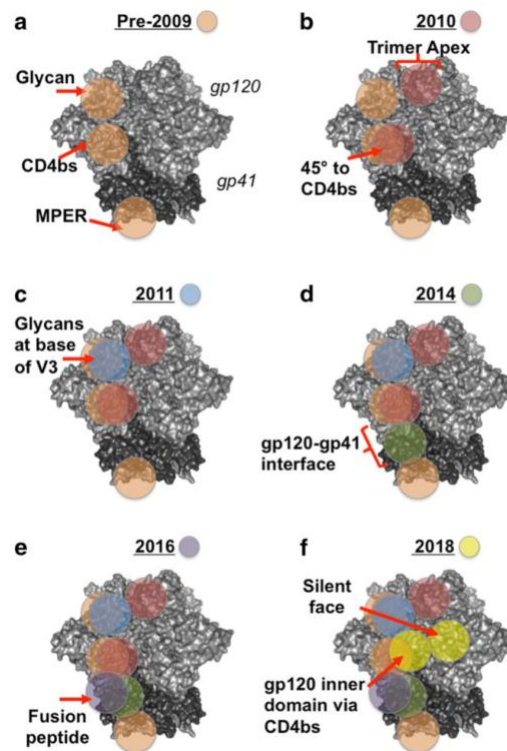 a
Pre-2009
Glycan
gp120
CD4bs
gp41
MPER
b
2010
Trimer Apex
45° to
CD4bs
c
2011
Glycans
at base
of V3
d
2014
gp120-gp41
interface
e
2016
Fusion
peptide
f
2018
Silent
face
gp120 inner
domain via
CD4bs